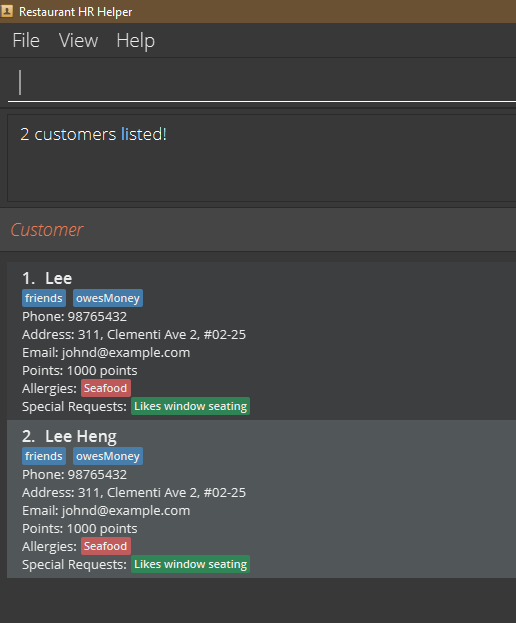 Restaurant HR Helper
File View Help
2 customers listed!
Customer
1. Lee
friends owesMoney
Phone: 98765432
Address: 311, Clementi Ave 2, #02-25
Email: johnd@example.com
Points: 1000 points
Allergies: Seafood
Special Requests: Likes window seating
2. Lee Heng
friends owesMoney
Phone: 98765432
Address: 311, Clementi Ave 2, #02-25
Email: johnd@example.com
Points: 1000 points
Allergies: Seafood
Special Requests: Likes window seating